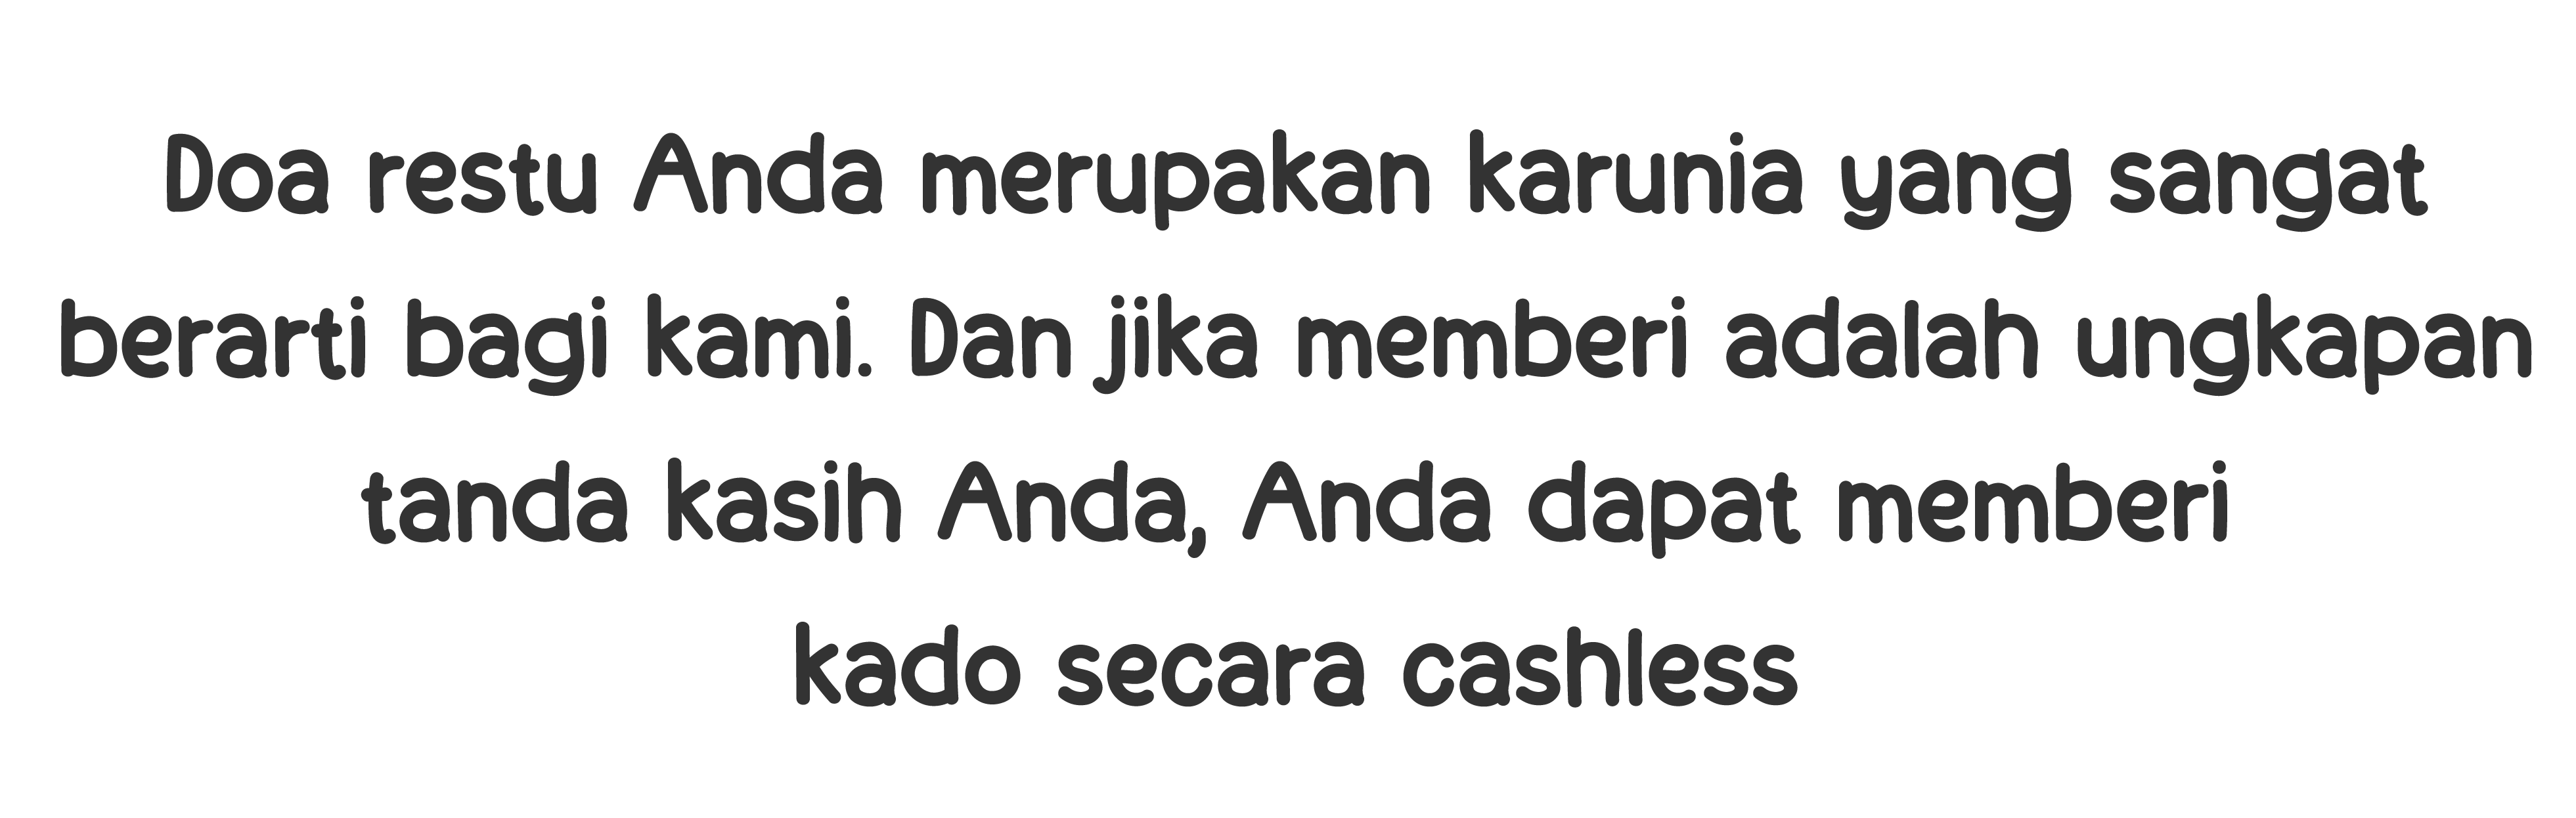 Doa restu Anda merupakan karunia yang sangat
berarti bagi kami. Dan jika memberi adalah ungkapan
tanda kasih Anda, Anda dapat memberi
kado secara cashless